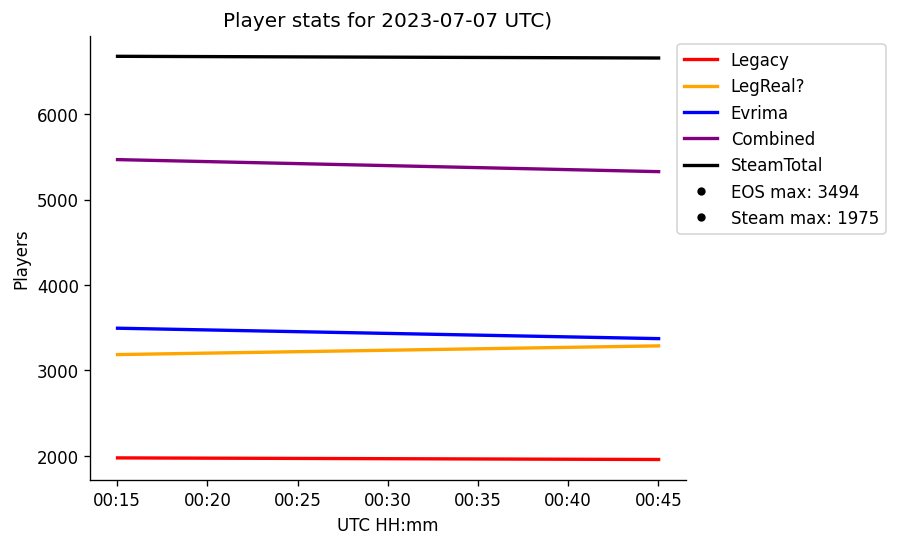 Player stats for 2023-07-07 UTC)
Legacy
LegReal?
Evrima
Combined
SteamTotal
EOS max: 3494
Steam max: 1975
Players
6000
5000
4000
3000
2000
00:15 00:20 00:25 00:30 00:35 00:40 00:45
UTC HH:mm